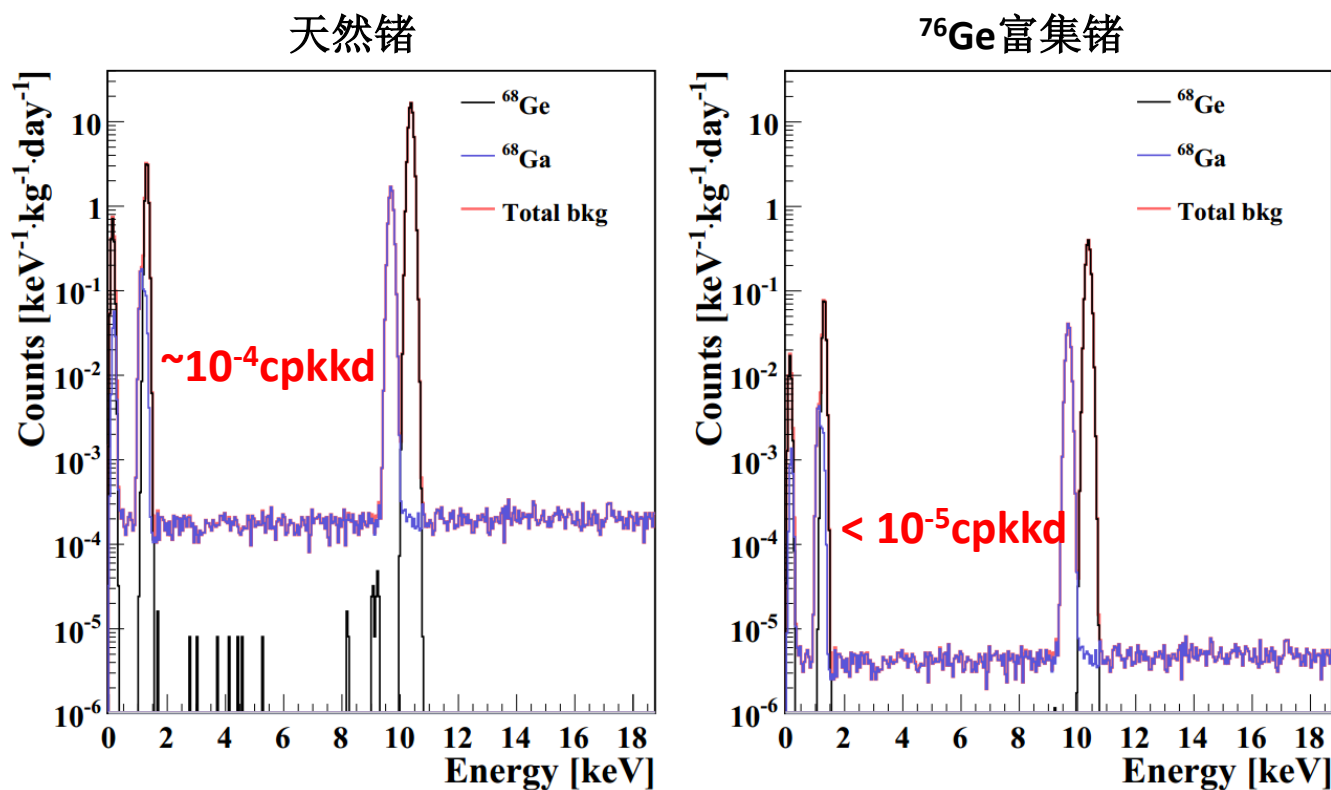 天然锗
Counts [keV⁻¹·kg⁻¹·day⁻¹]
10
1
10⁻¹
10⁻²
10⁻³
10⁻⁴
10⁻⁵
10⁻⁶
⁶⁸Ge
⁶⁸Ga
Total bkg
~10⁻⁴cpkkd
0 2 4 6 8 10 12 14 16 18
Energy [keV]
⁷⁶Ge富集锗
Counts [keV⁻¹·kg⁻¹·day⁻¹]
10
1
10⁻¹
10⁻²
10⁻³
10⁻⁴
10⁻⁵
10⁻⁶
⁶⁸Ge
⁶⁸Ga
Total bkg
< 10⁻⁵cpkkd
0 2 4 6 8 10 12 14 16 18
Energy [keV]